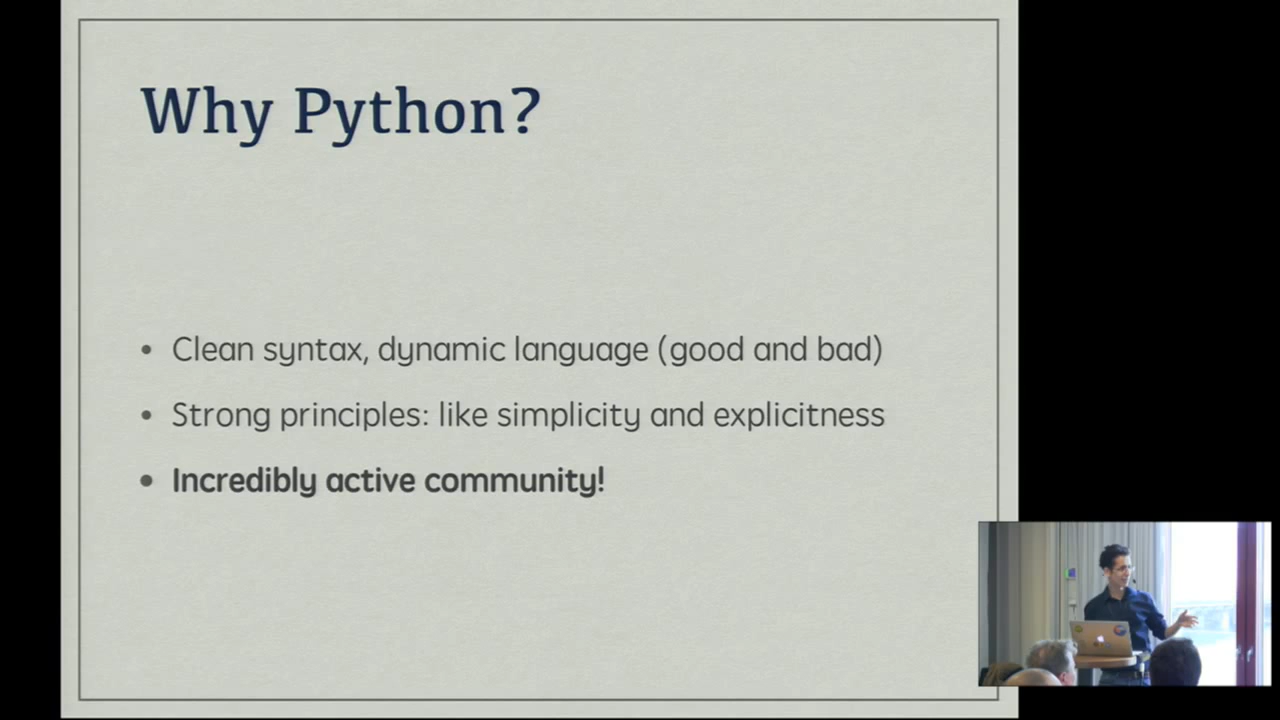 Why Python?
• Clean syntax, dynamic language (good and bad)
• Strong principles: like simplicity and explicitness
• Incredibly active community!